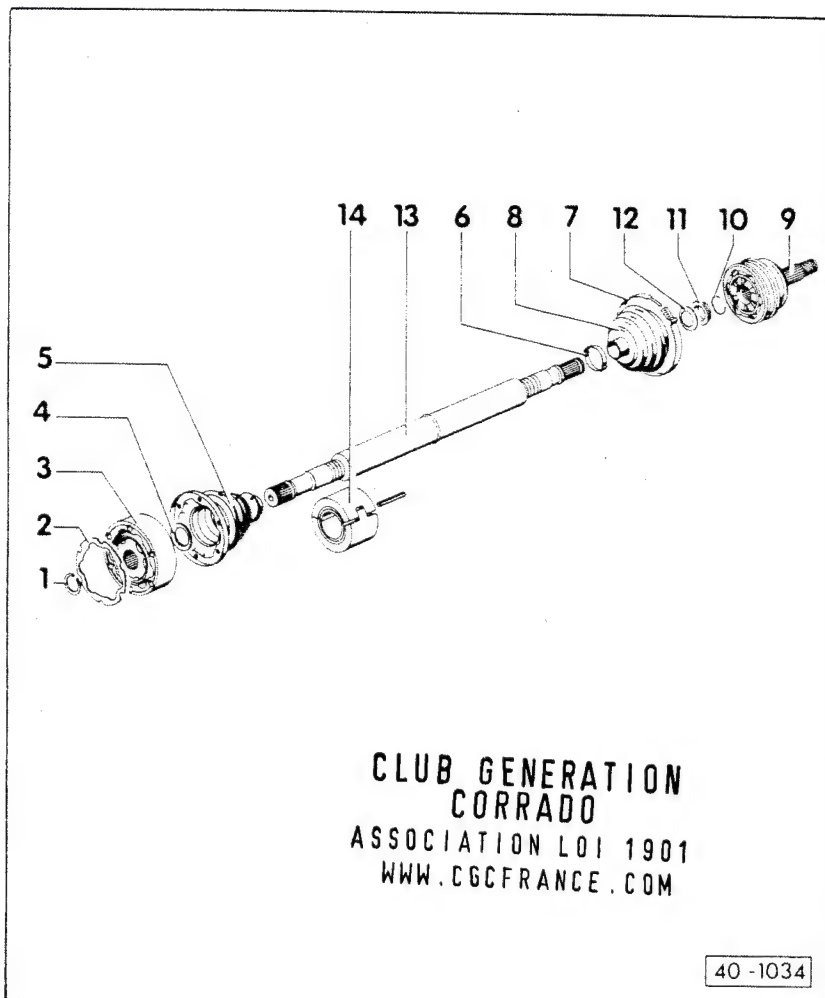 14 13 6 8 7 12 11 10 9
5
4
3
2
1
CLUB GENERATION
CORRADO
ASSOCIATION LOI 1901
WWW.CGCFRANCE.COM
40-1034